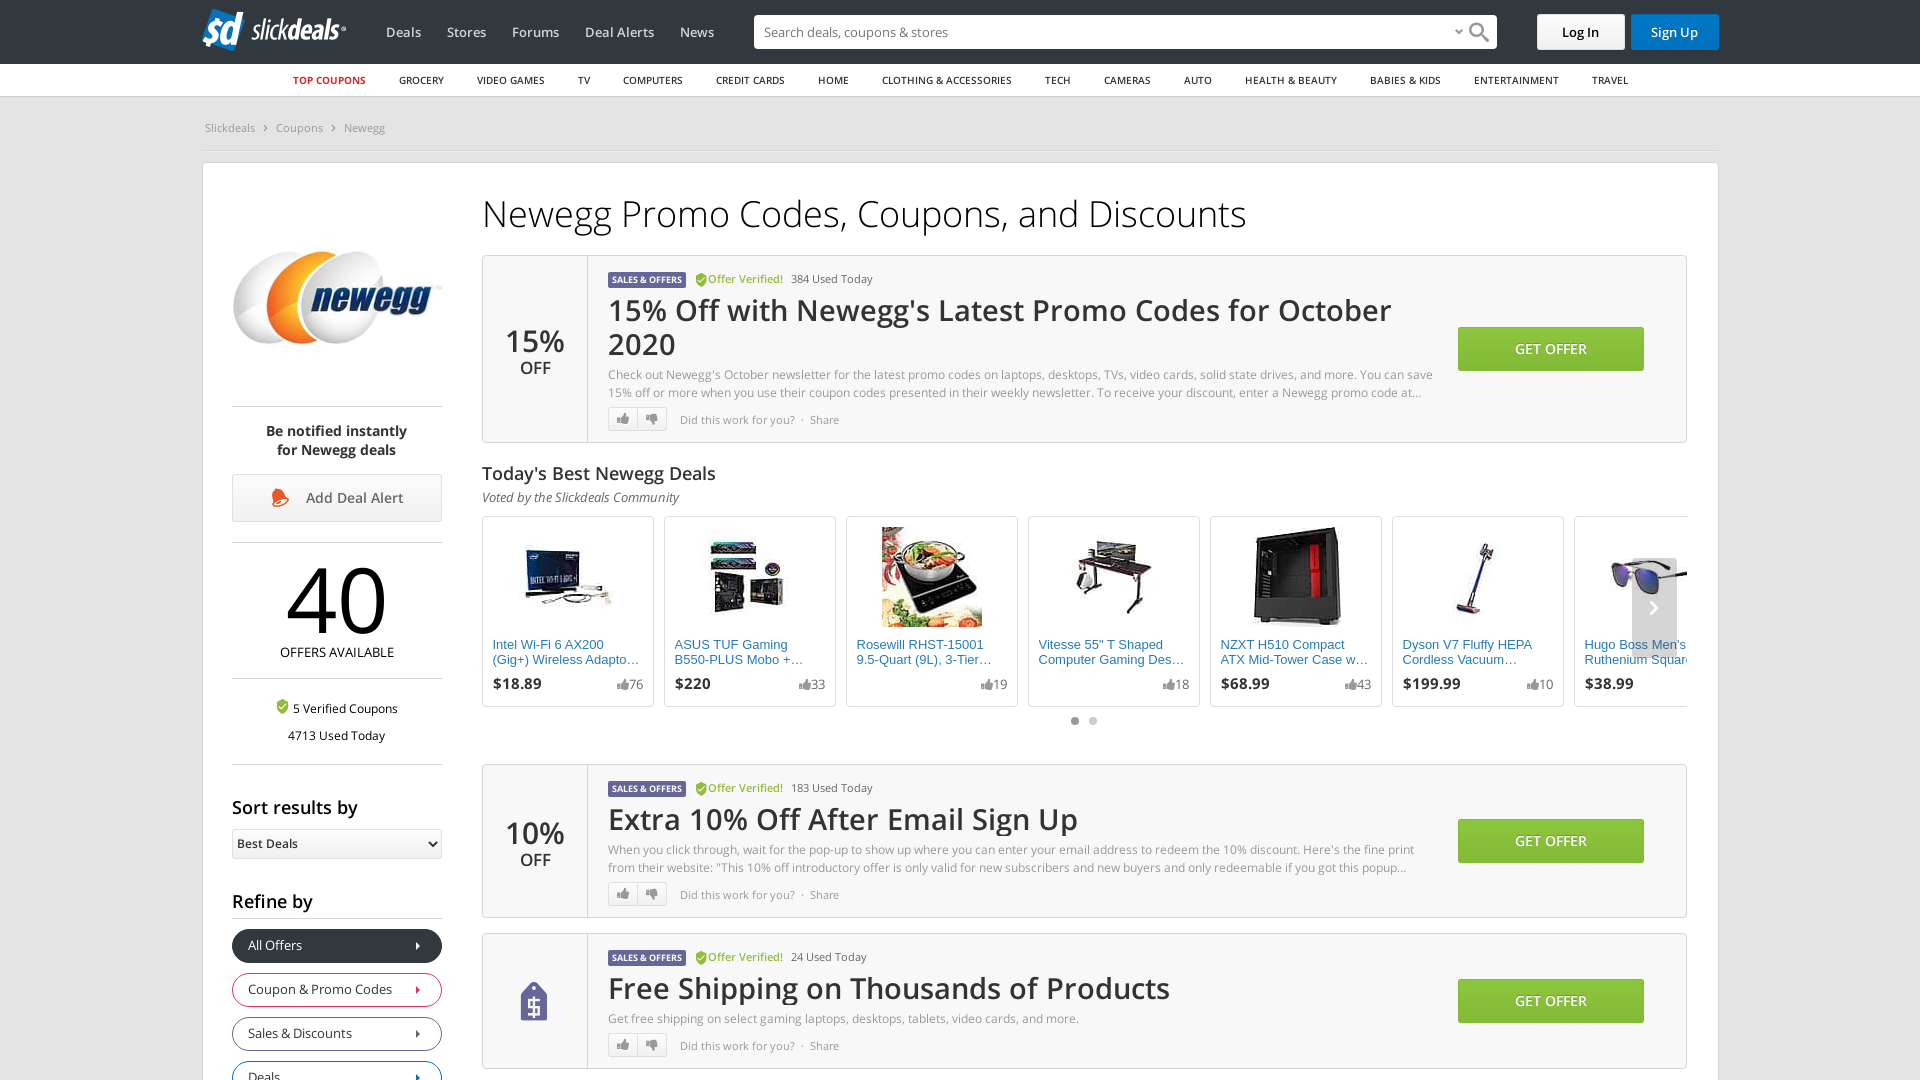 sd slickdeals
Deals
Stores
Forums
Deal Alerts
News
Search deals, coupons & stores
Log In
Sign Up
TOP COUPONS
GROCERY
VIDEO GAMES
TV
COMPUTERS
CREDIT CARDS
HOME
CLOTHING & ACCESSORIES
TECH
CAMERAS
AUTO
HEALTH & BEAUTY
BABIES & KIDS
ENTERTAINMENT
TRAVEL
Slickdeals > Coupons > Newegg
newegg
Be notified instantly
for Newegg deals
Add Deal Alert
40
OFFERS AVAILABLE
5 Verified Coupons
4713 Used Today
Sort results by
Best Deals
Refine by
All Offers
Coupon & Promo Codes
Sales & Discounts
Deals
Newegg Promo Codes, Coupons, and Discounts
15%
OFF
SALES & OFFERS Offer Verified! 384 Used Today
15% Off with Newegg's Latest Promo Codes for October
2020
Check out Newegg's October newsletter for the latest promo codes on laptops, desktops, TVs, video cards, solid state drives, and more. You can save
15% off or more when you use their coupon codes presented in their weekly newsletter. To receive your discount, enter a Newegg promo code at...
Did this work for you? · Share
GET OFFER
Today's Best Newegg Deals
Voted by the Slickdeals Community
Intel Wi-Fi 6 AX200
(Gig+) Wireless Adapto…
$18.89 76
ASUS TUF Gaming
B550-PLUS Mobo +…
$220 33
Rosewill RHST-15001
9.5-Quart (9L), 3-Tier…
19
Vitesse 55" T Shaped
Computer Gaming Des…
18
NZXT H510 Compact
ATX Mid-Tower Case w…
$68.99 43
Dyson V7 Fluffy HEPA
Cordless Vacuum…
$199.99 10
Hugo Boss Men's
Ruthenium Square
$38.99
10%
OFF
SALES & OFFERS Offer Verified! 183 Used Today
Extra 10% Off After Email Sign Up
When you click through, wait for the pop-up to show up where you can enter your email address to redeem the 10% discount. Here's the fine print
from their website: "This 10% off introductory offer is only valid for new subscribers and new buyers and only redeemable if you got this popup...
Did this work for you? · Share
GET OFFER
SALES & OFFERS Offer Verified! 24 Used Today
Free Shipping on Thousands of Products
Get free shipping on select gaming laptops, desktops, tablets, video cards, and more.
Did this work for you? · Share
GET OFFER